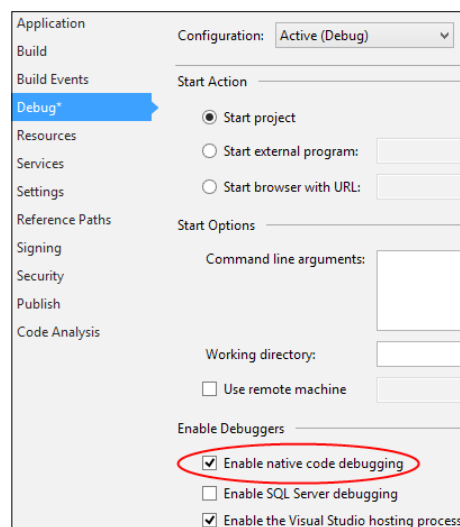 Application
Build
Build Events
Debug*
Resources
Services
Settings
Reference Paths
Signing
Security
Publish
Code Analysis
Configuration: Active (Debug)
Start Action
Start project
Start external program:
Start browser with URL:
Start Options
Command line arguments:
Working directory:
Use remote machine
Enable Debuggers
Enable native code debugging
Enable SQL Server debugging
Enable the Visual Studio hosting process